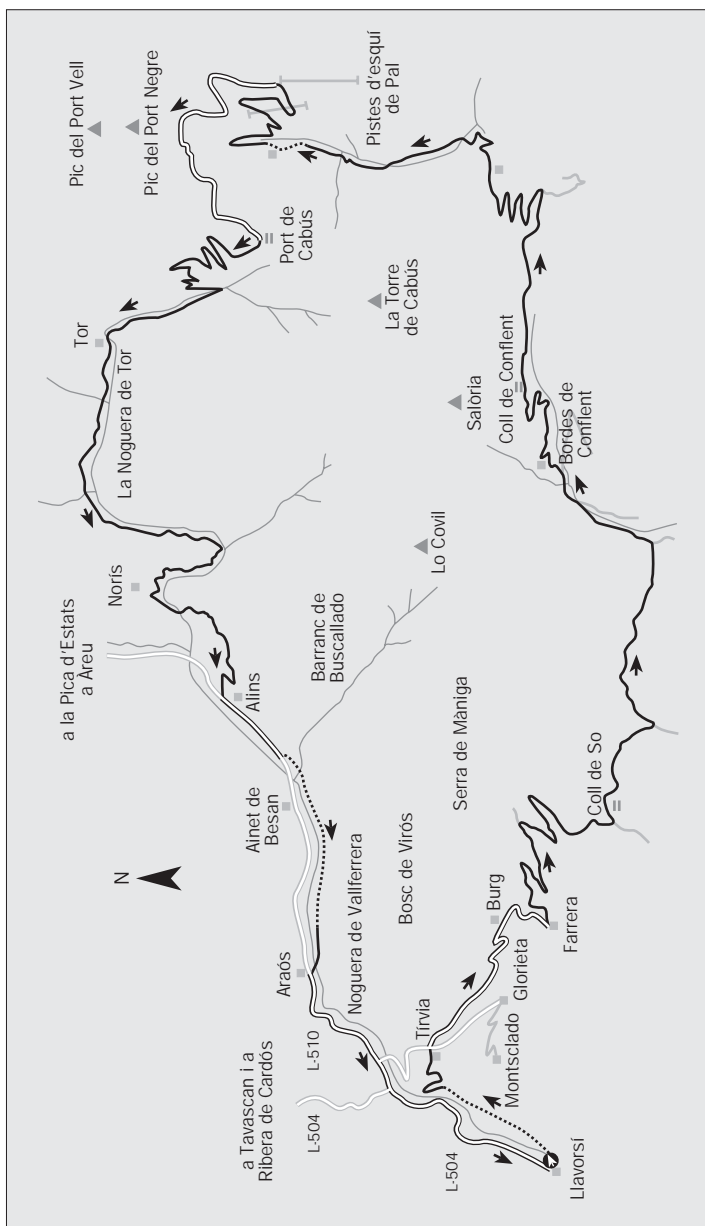 Pic del Port Vell
Pic del Port Negre
Pistes d'esquí
de Pal
Port de
Cabús
La Torre
de Cabús
Tor
La Noguera de Tor
Salòria
Coll de Conflent
Bordes de
Conflent
Norís
Lo Covil
a la Pica d'Estats
a Àreu
Alins
Barranc de
Buscallado
Ainet de
Besan
Serra de Màniga
Coll de So
N
Bosc de Virós
Burg
Farrera
Araós
Noguera de Vallferrera
Glorieta
Tírvia
Montsclado
L-510
a Tavascan i a
Ribera de Cardós
L-504
L-504
Llavorsí